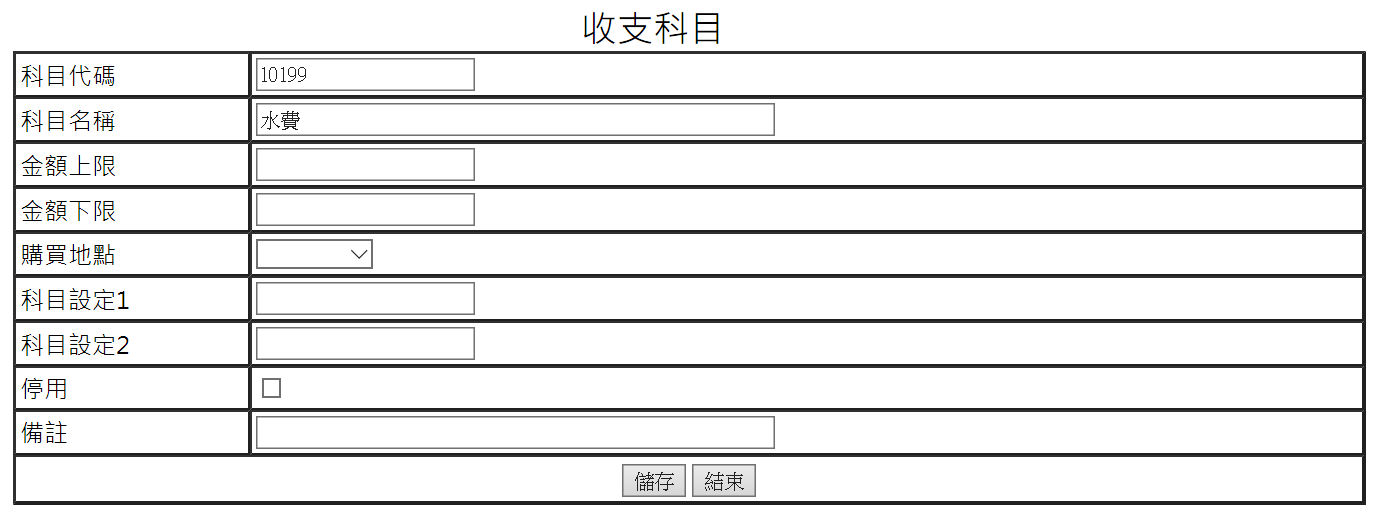 收支科目
科目代碼 10199
科目名稱 水費
金額上限
金額下限
購買地點
科目設定1
科目設定2
停用
備註
儲存 結束